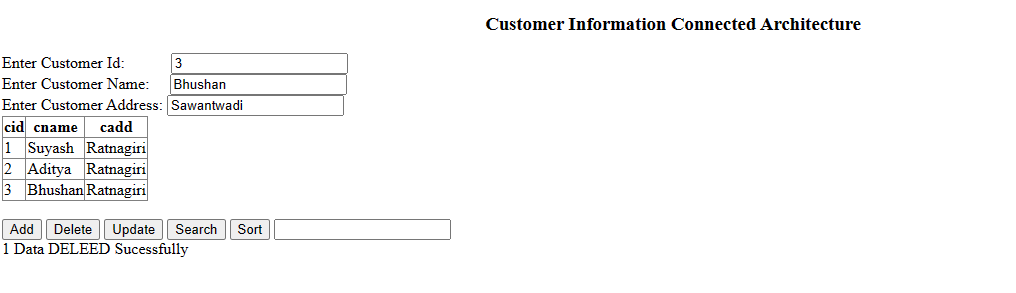 Customer Information Connected Architecture
Enter Customer Id: 3
Enter Customer Name: Bhushan
Enter Customer Address: Sawantwadi
cid cname cadd
1 Suyash Ratnagiri
2 Aditya Ratnagiri
3 Bhushan Ratnagiri
Add Delete Update Search Sort
1 Data DELEED Sucessfully